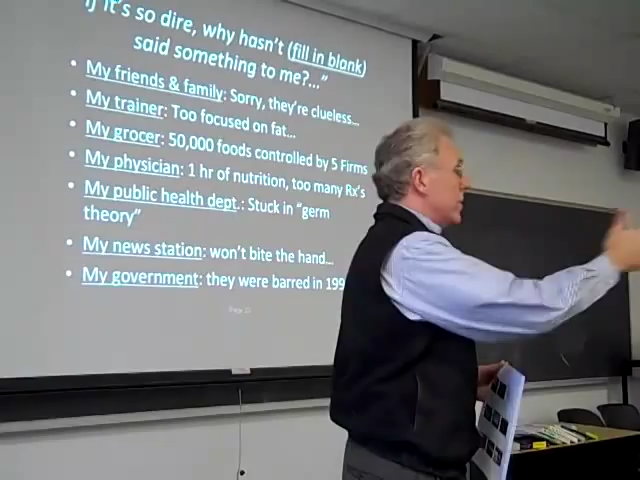 If it's so dire, why hasn't (fill in blank)
said something to me?..."
• My friends & family: Sorry, they're clueless...
• My trainer: Too focused on fat...
• My grocer: 50,000 foods controlled by 5 Firms
• My physician: 1 hr of nutrition, too many Rx's
• My public health dept.: Stuck in "germ
theory"
• My news station: won't bite the hand...
• My government: they were barred in 199